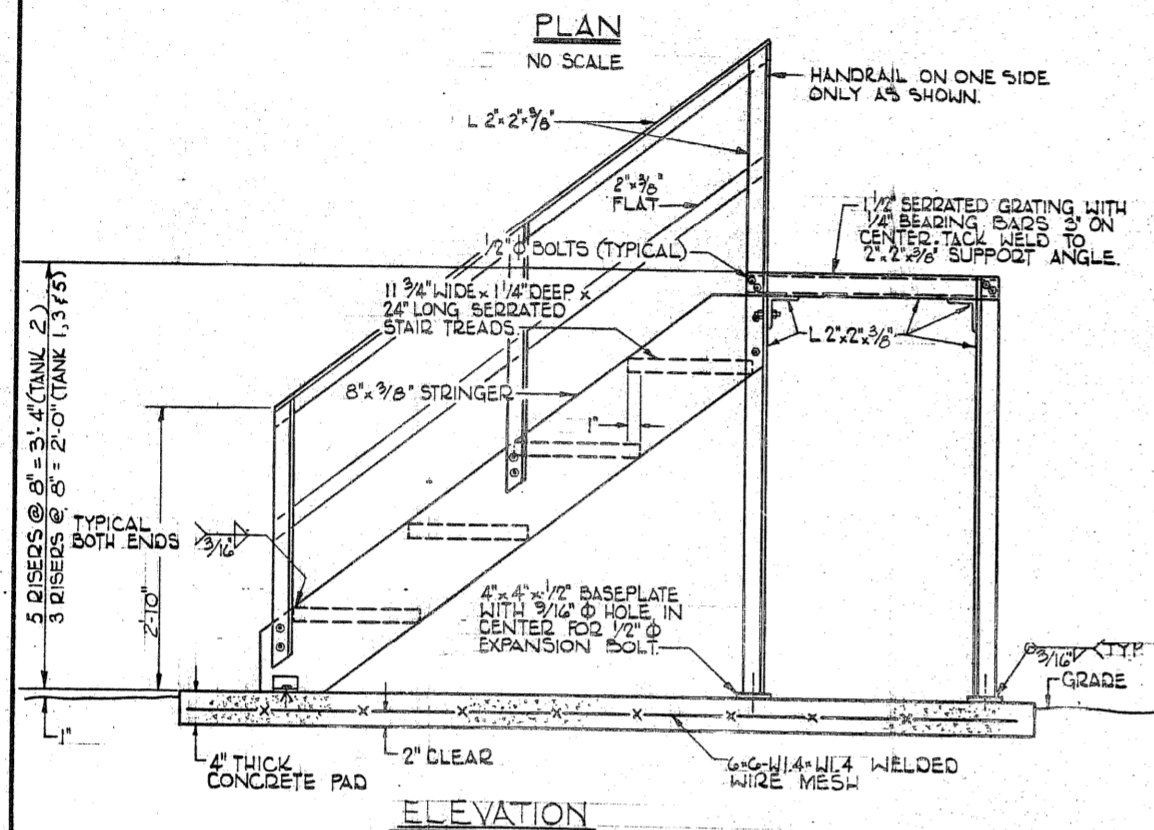 PLAN
NO SCALE
HANDRAIL ON ONE SIDE
ONLY AS SHOWN.
L 2"x2"x3/8"
2"x3/8"
FLAT
1 1/2" SERRATED GRATING WITH
1/4" BEARING BARS 3" ON
CENTER. TACK WELD TO
2"x2"x3/8" SUPPORT ANGLE.
1/2" Φ BOLTS (TYPICAL)
11 3/4" WIDE x 1 1/4" DEEP x
24" LONG SERRATED
STAIR TREADS.
L 2"x2"x3/8"
8"x3/8" STRINGER
1"
5 RISERS @ 8" = 3'-4" (TANK 2)
3 RISERS @ 8" = 2'-0" (TANK 1, 3 & 5)
2'-10"
TYPICAL
BOTH ENDS
3/16"
4"x4"x1/2" BASEPLATE
WITH 9/16" Φ HOLE IN
CENTER FOR 1/2" Φ
EXPANSION BOLT.
3/16" TYP.
GRADE
1"
4" THICK
CONCRETE PAD
2" CLEAR
6x6-W1.4xW1.4 WELDED
WIRE MESH
ELEVATION